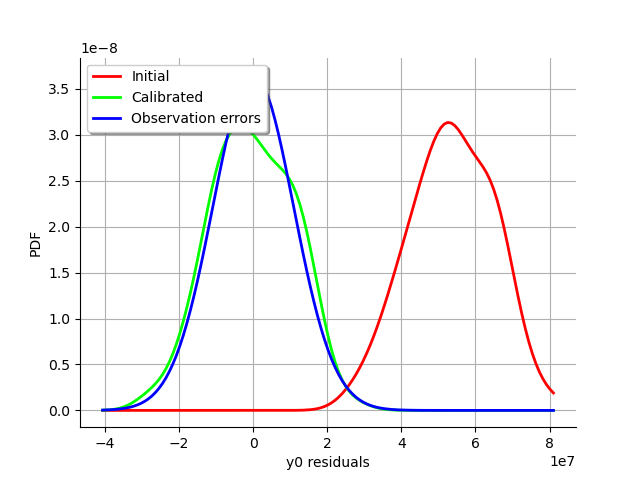 1e−8
Initial
Calibrated
Observation errors
3.5
3.0
2.5
2.0
1.5
1.0
0.5
0.0
PDF
−4 −2 0 2 4 6 8
y0 residuals
1e7